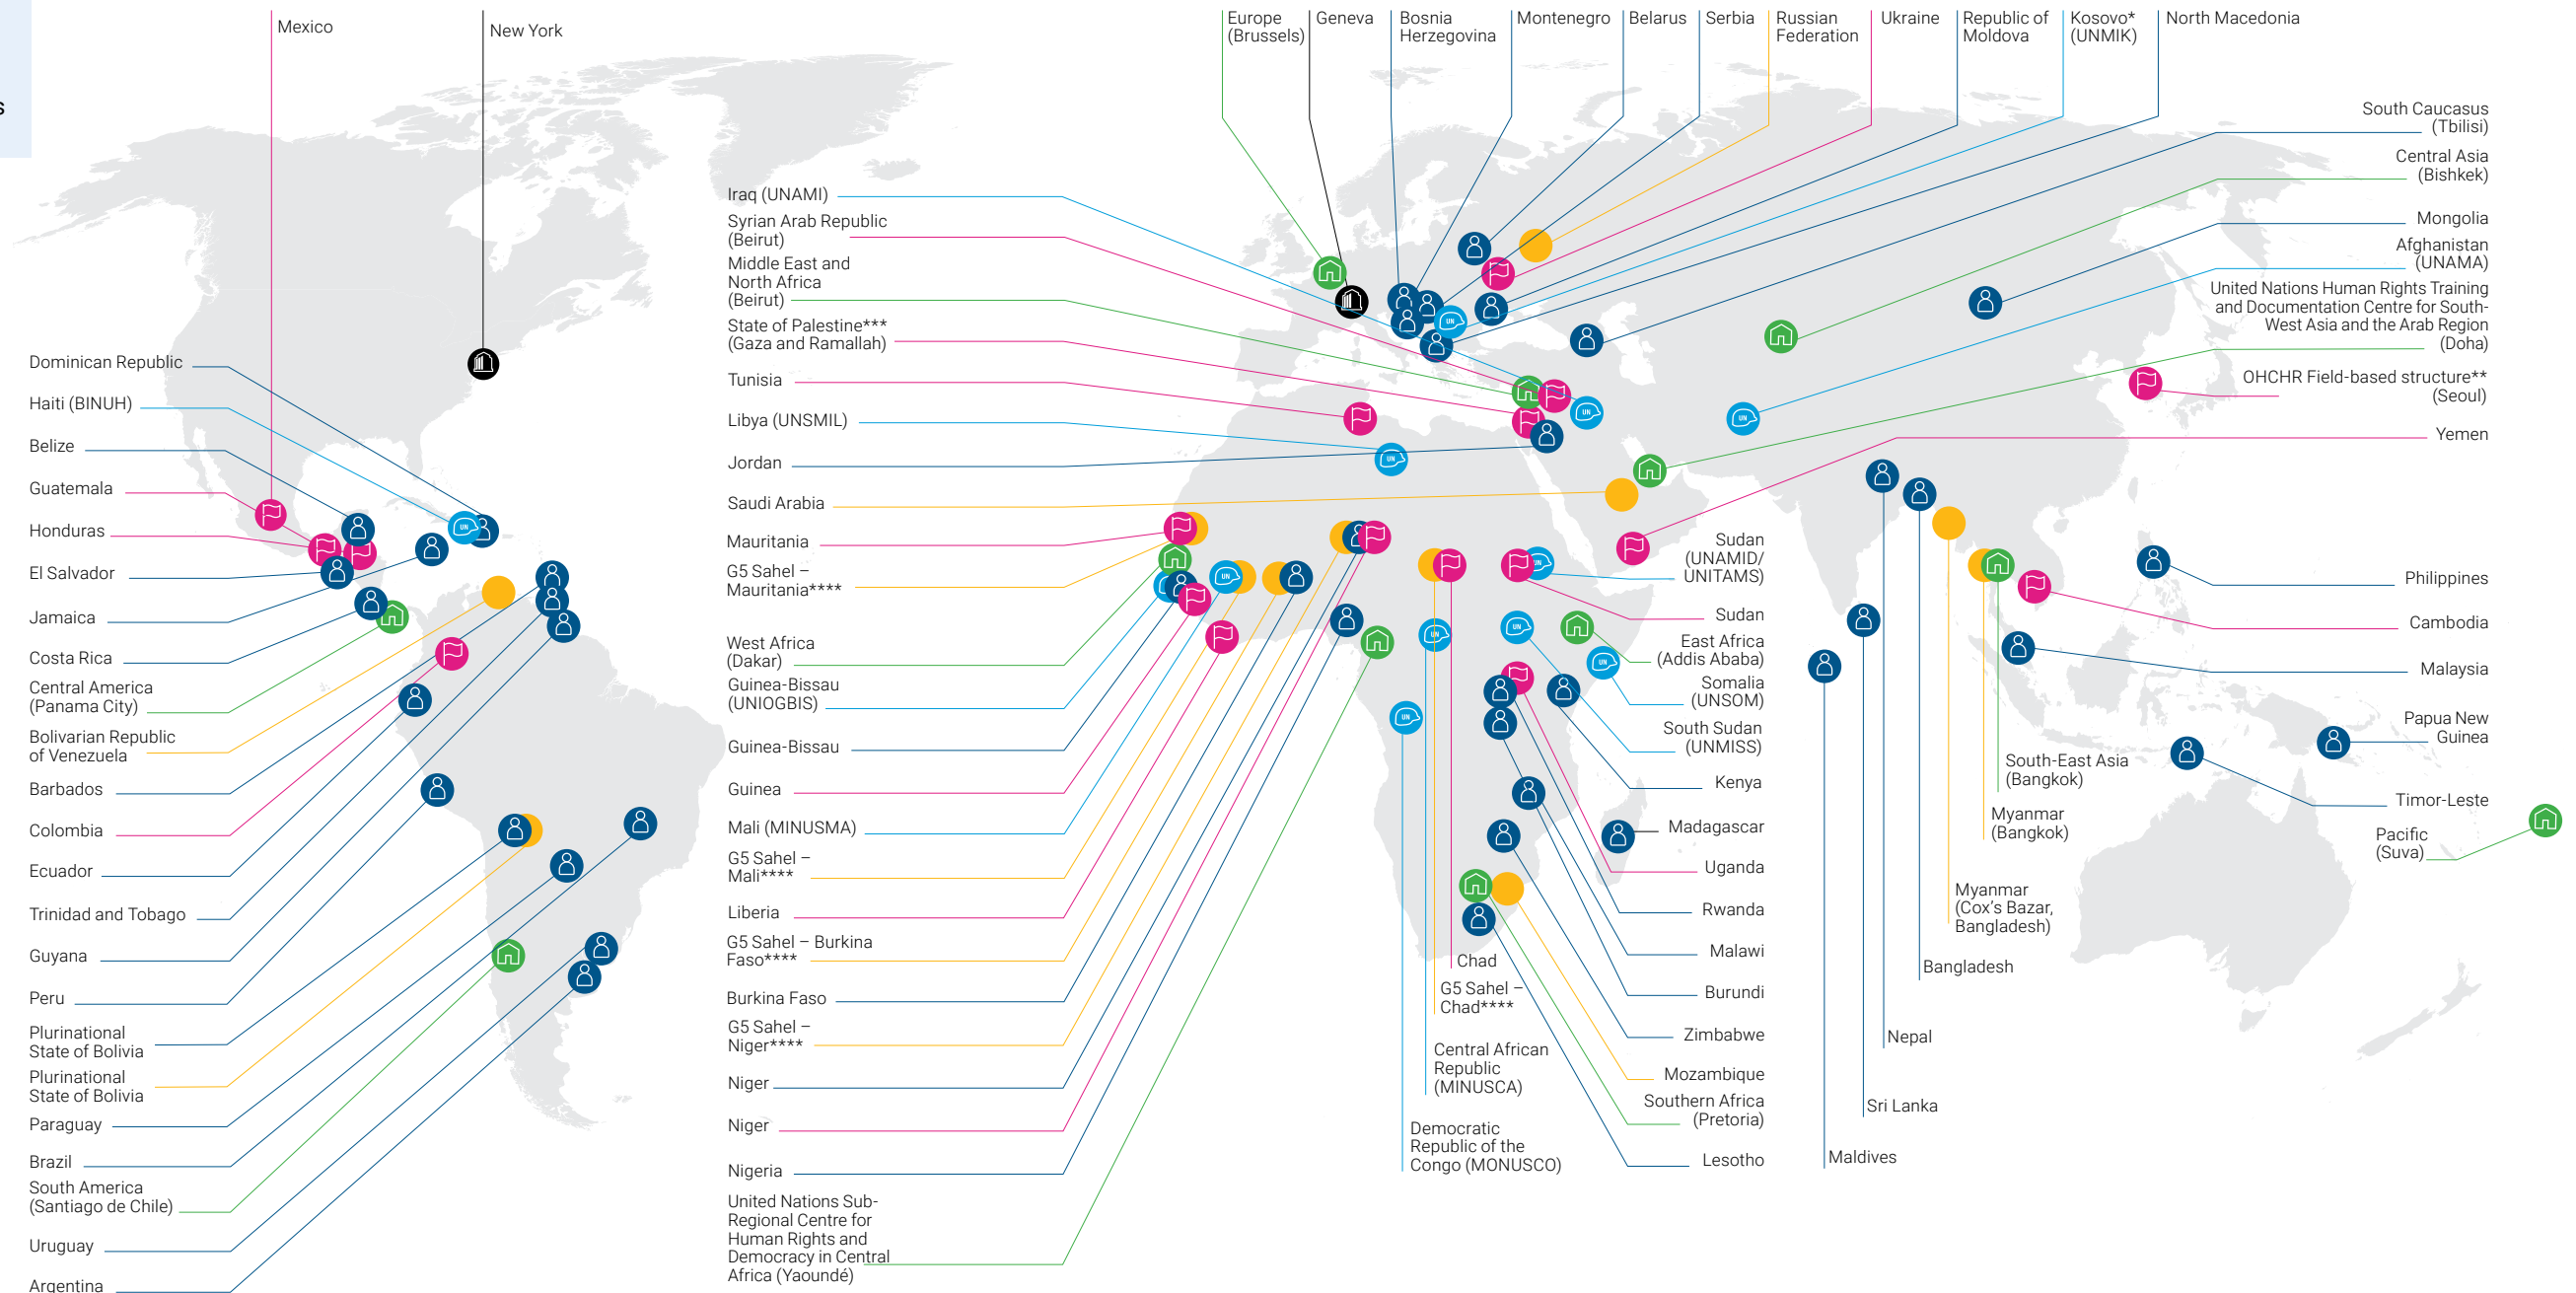 s
Mexico
New York
Europe
(Brussels)
Geneva
Bosnia
Herzegovina
Montenegro
Belarus
Serbia
Russian
Federation
Ukraine
Republic of
Moldova
Kosovo*
(UNMIK)
North Macedonia
Dominican Republic
Haiti (BINUH)
Belize
Guatemala
Honduras
El Salvador
Jamaica
Costa Rica
Central America
(Panama City)
Bolivarian Republic
of Venezuela
Barbados
Colombia
Ecuador
Trinidad and Tobago
Guyana
Peru
Plurinational
State of Bolivia
Plurinational
State of Bolivia
Paraguay
Brazil
South America
(Santiago de Chile)
Uruguay
Argentina
Iraq (UNAMI)
Syrian Arab Republic
(Beirut)
Middle East and
North Africa
(Beirut)
State of Palestine***
(Gaza and Ramallah)
Tunisia
Libya (UNSMIL)
Jordan
Saudi Arabia
Mauritania
G5 Sahel –
Mauritania****
West Africa
(Dakar)
Guinea-Bissau
(UNIOGBIS)
Guinea-Bissau
Guinea
Mali (MINUSMA)
G5 Sahel –
Mali****
Liberia
G5 Sahel – Burkina
Faso****
Burkina Faso
G5 Sahel –
Niger****
Niger
Niger
Nigeria
United Nations Sub-
Regional Centre for
Human Rights and
Democracy in Central
Africa (Yaoundé)
Chad
G5 Sahel –
Chad****
Central African
Republic
(MINUSCA)
Democratic
Republic of the
Congo (MONUSCO)
Sudan
(UNAMID/
UNITAMS)
Sudan
East Africa
(Addis Ababa)
Somalia
(UNSOM)
South Sudan
(UNMISS)
Kenya
Madagascar
Uganda
Rwanda
Malawi
Burundi
Zimbabwe
Mozambique
Southern Africa
(Pretoria)
Lesotho
South Caucasus
(Tbilisi)
Central Asia
(Bishkek)
Mongolia
Afghanistan
(UNAMA)
United Nations Human Rights Training
and Documentation Centre for South-
West Asia and the Arab Region
(Doha)
OHCHR Field-based structure**
(Seoul)
Yemen
Philippines
Cambodia
Malaysia
Papua New
Guinea
Timor-Leste
Pacific
(Suva)
South-East Asia
(Bangkok)
Myanmar
(Bangkok)
Myanmar
(Cox's Bazar,
Bangladesh)
Bangladesh
Nepal
Sri Lanka
Maldives
UN
UN
UN
UN
UN
UN
UN
UN
UN
UN
UN